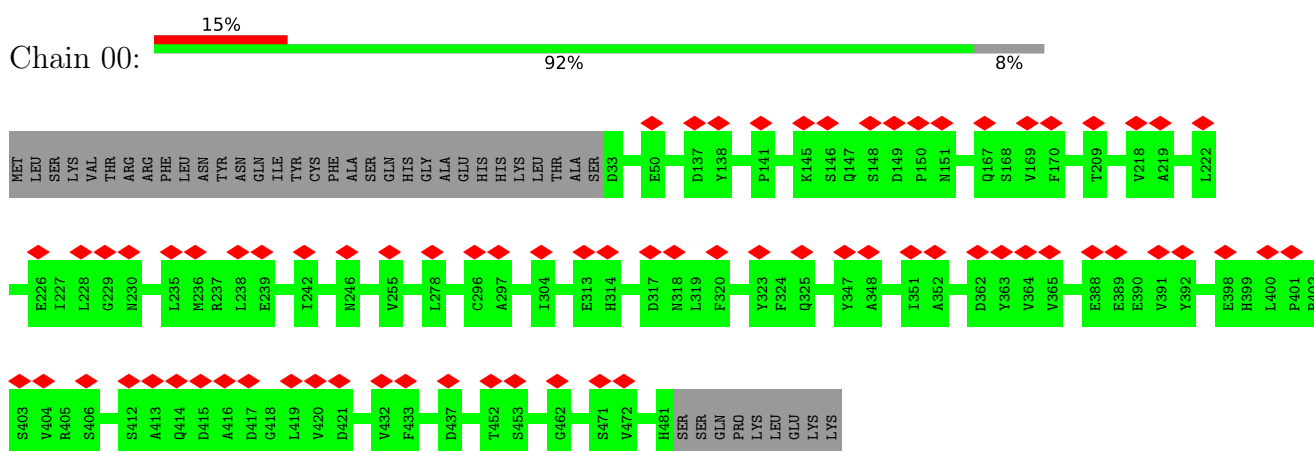 15%
Chain 00:
92% 8%
MET LEU SER LYS VAL THR ARG ARG PHE LEU ASN TYR ASN GLN ILE TYR CYS PHE ALA SER GLN HIS GLY ALA GLU HIS HIS LYS LEU THR ALA SER D33 E50 D137 Y138 P141 K145 S146 Q147 S148 D149 P150 N151 Q167 S168 V169 F170 T209 V218 A219 L222
E226 I227 L228 G229 N230 L235 M236 R237 L238 E239 I242 N246 V255 L278 C296 A297 I304 E313 H314 D317 N318 L319 F320 Y323 F324 Q325 Y347 A348 I351 A352 D362 Y363 V364 V365 E388 E389 E390 V391 Y392 E398 H399 L400 P401
S403 V404 R405 S406 S412 A413 Q414 D415 A416 D417 G418 L419 V420 D421 V432 F433 D437 T452 S453 G462 S471 V472 H481 SER SER GLN PRO LYS LEU GLU LYS LYS